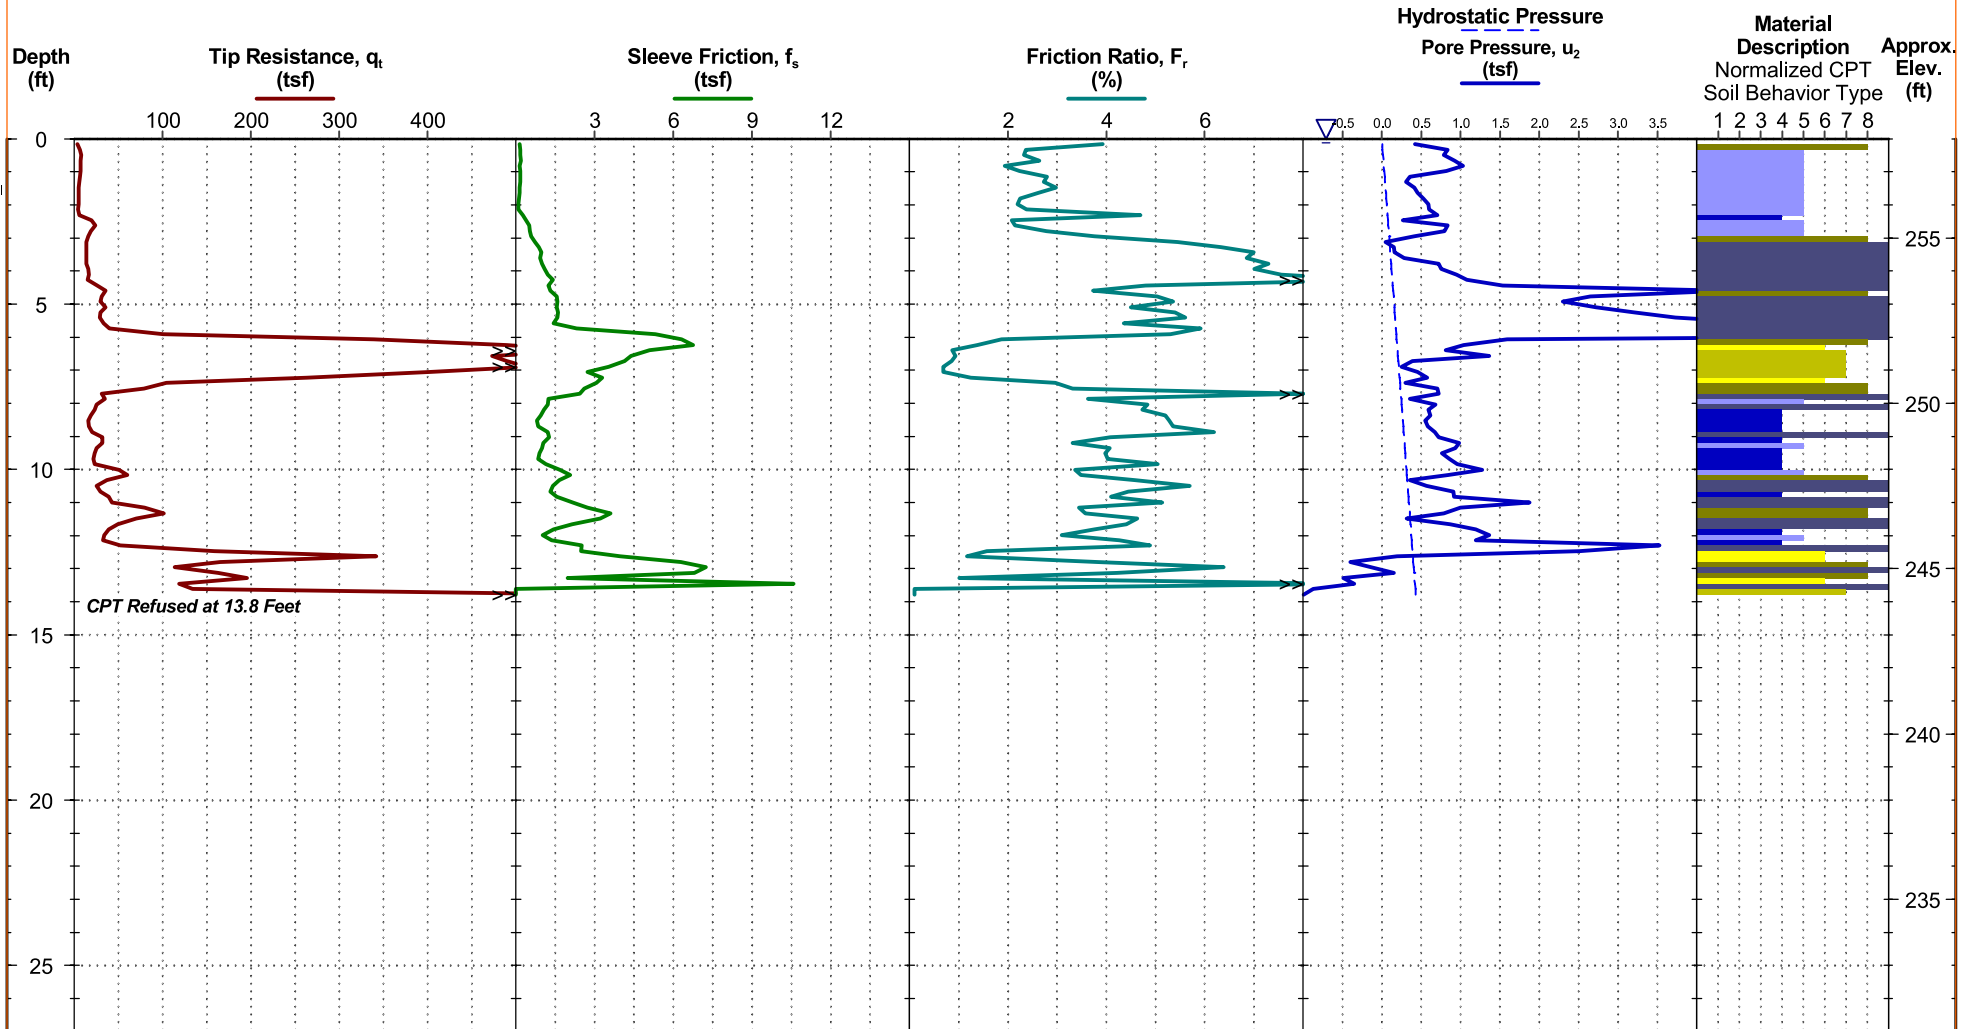 Depth
(ft)
Tip Resistance, qt
(tsf)
Sleeve Friction, fs
(tsf)
Friction Ratio, Fr
(%)
Hydrostatic Pressure
Pore Pressure, u2
(tsf)
Material
Description
Normalized CPT
Soil Behavior Type
Approx.
Elev.
(ft)
100 200 300 400
3 6 9 12
2 4 6
-0.5 0.0 0.5 1.0 1.5 2.0 2.5 3.0 3.5
1 2 3 4 5 6 7 8
0
255
5
>>
>>
>>
>>
250
10
245
>>
>>
CPT Refused at 13.8 Feet
15
240
20
235
25